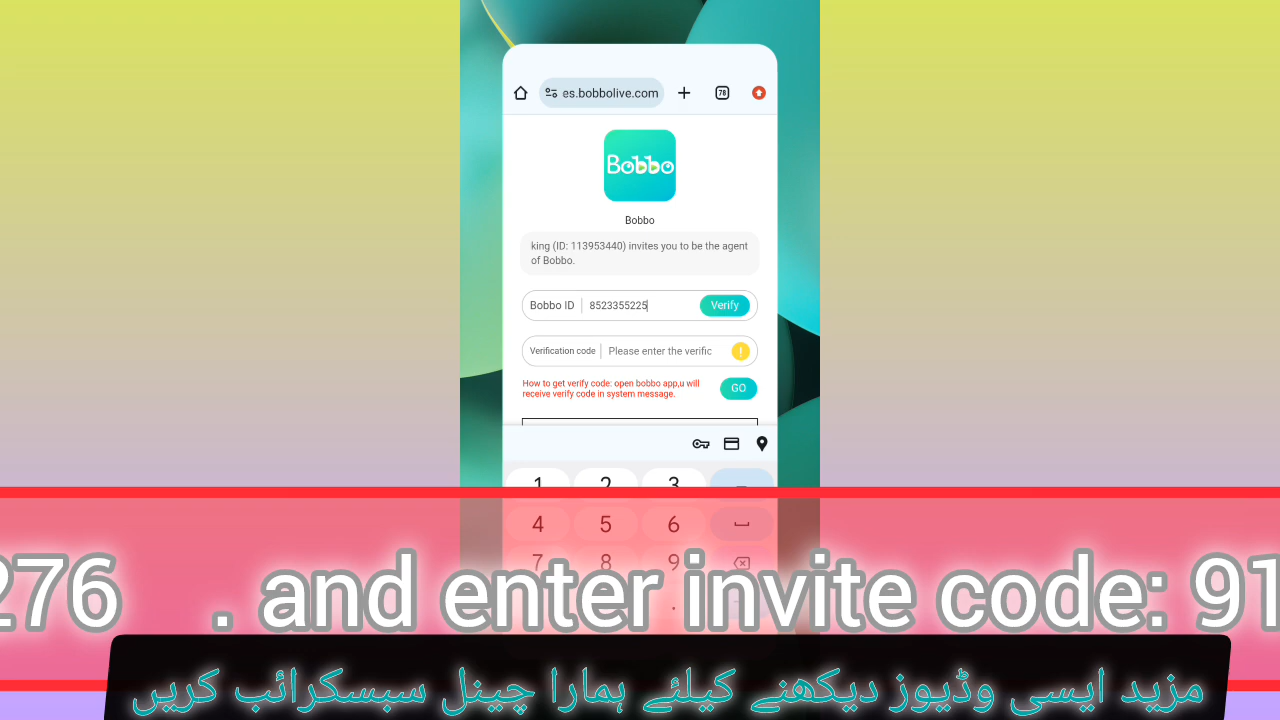 es.bobbolive.com
78
Bobbo
Bobbo
king (ID: 113953440) invites you to be the agent
of Bobbo.
Bobbo ID 8523355225 Verify
Verification code Please enter the verific !
How to get verify code: open bobbo app,u will
receive verify code in system message.
GO
1 2 3
4 5 6
7 8 9
276 . and enter invite code: 91
مزید ایسی وڈیوز دیکھنے کیلئے ہمارا چینل سبسکرائب کریں